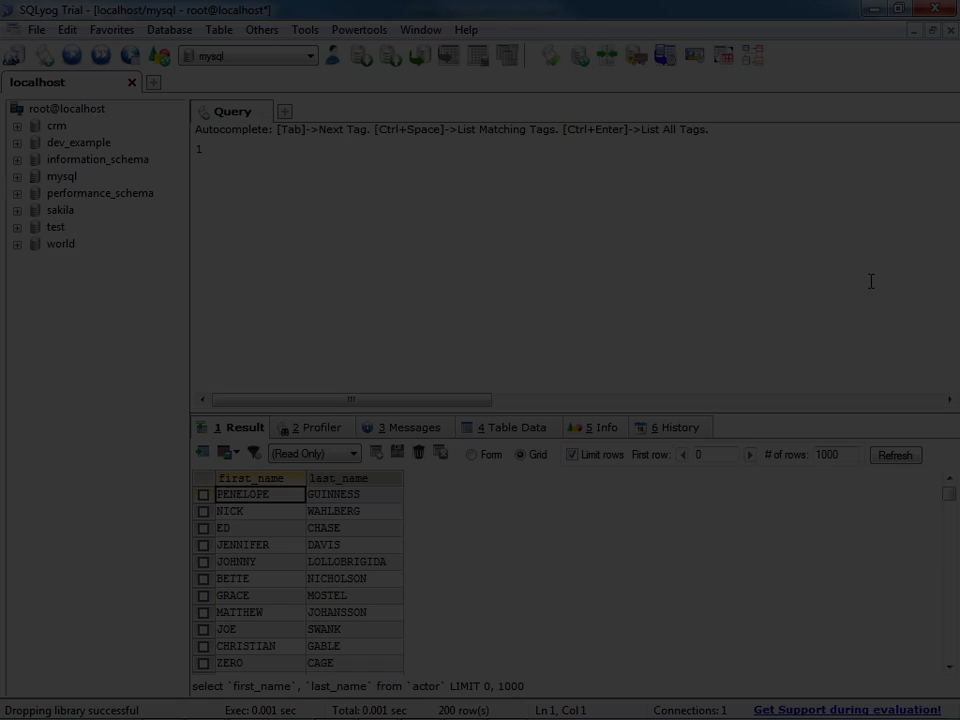 SQLyog Trial - [localhost/mysql - root@localhost*]
File Edit Favorites Database Table Others Tools Powertools Window Help
mysql
localhost
root@localhost
crm
dev_example
information_schema
mysql
performance_schema
sakila
test
world
Query
Autocomplete: [Tab]->Next Tag. [Ctrl+Space]->List Matching Tags. [Ctrl+Enter]->List All Tags.
1
1 Result 2 Profiler 3 Messages 4 Table Data 5 Info 6 History
(Read Only) Form Grid Limit rows First row: 0 # of rows: 1000 Refresh
first_name last_name
PENELOPE GUINNESS
NICK WAHLBERG
ED CHASE
JENNIFER DAVIS
JOHNNY LOLLOBRIGIDA
BETTE NICHOLSON
GRACE MOSTEL
MATTHEW JOHANSSON
JOE SWANK
CHRISTIAN GABLE
ZERO CAGE
select `first_name`, `last_name` from `actor` LIMIT 0, 1000
Dropping library successful Exec: 0.001 sec Total: 0.001 sec 200 row(s) Ln 1, Col 1 Connections: 1 Get Support during evaluation!